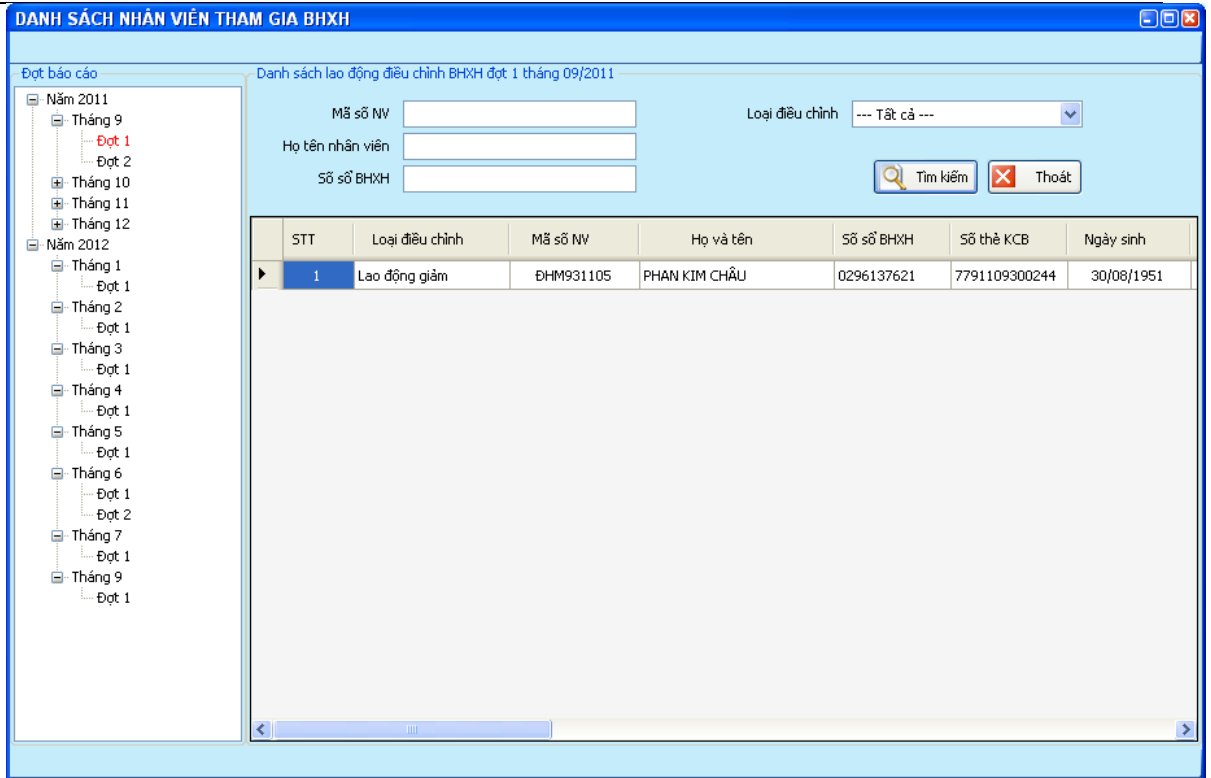 DANH SÁCH NHÂN VIÊN THAM GIA BHXH
Đợt báo cáo
Năm 2011
Tháng 9
Đợt 1
Đợt 2
Tháng 10
Tháng 11
Tháng 12
Năm 2012
Tháng 1
Đợt 1
Tháng 2
Đợt 1
Tháng 3
Đợt 1
Tháng 4
Đợt 1
Tháng 5
Đợt 1
Tháng 6
Đợt 1
Đợt 2
Tháng 7
Đợt 1
Tháng 9
Đợt 1
Danh sách lao động điều chỉnh BHXH đợt 1 tháng 09/2011
Mã số NV Loại điều chỉnh --- Tất cả ---
Họ tên nhân viên
Số sổ BHXH Tìm kiếm Thoát
STT Loại điều chỉnh Mã số NV Họ và tên Số sổ BHXH Số thẻ KCB Ngày sinh
1 Lao động giảm ĐHM931105 PHAN KIM CHÂU 0296137621 7791109300244 30/08/1951